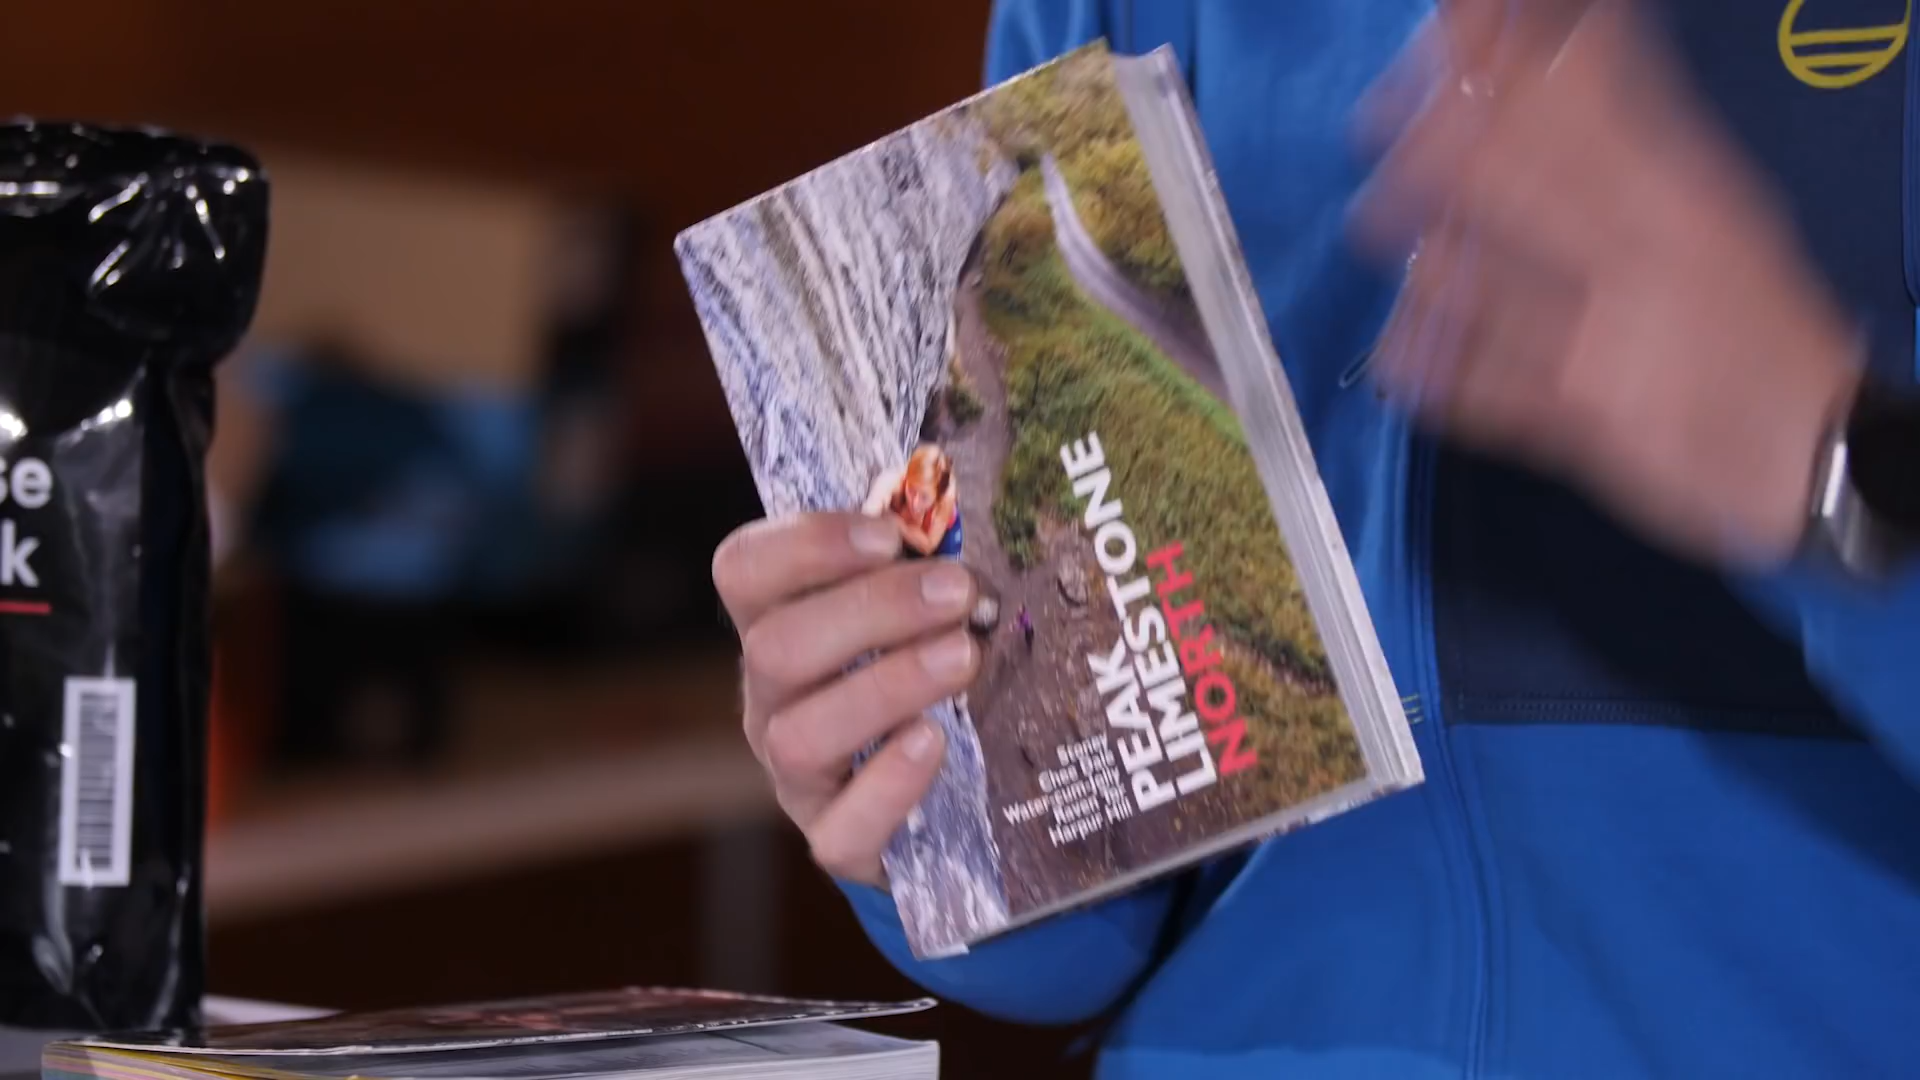 PEAK
LIMESTONE
NORTH
Stoney
Chee Dale
Water-cum-Jolly
Raven Tor
Harpur Hill
se
k